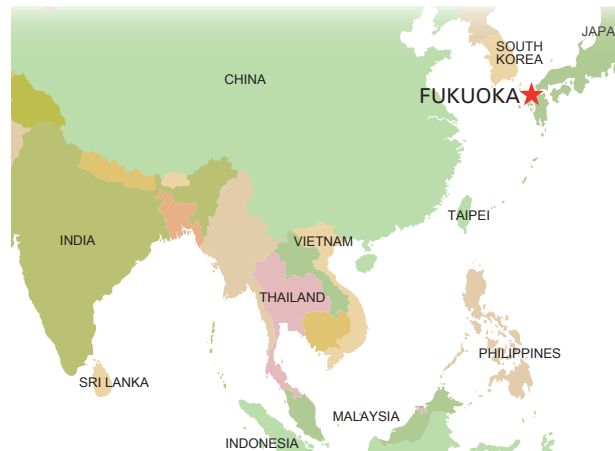 JAPA
SOUTH
KOREA
CHINA
FUKUOKA
TAIPEI
INDIA
VIETNAM
THAILAND
PHILIPPINES
SRI LANKA
MALAYSIA
INDONESIA